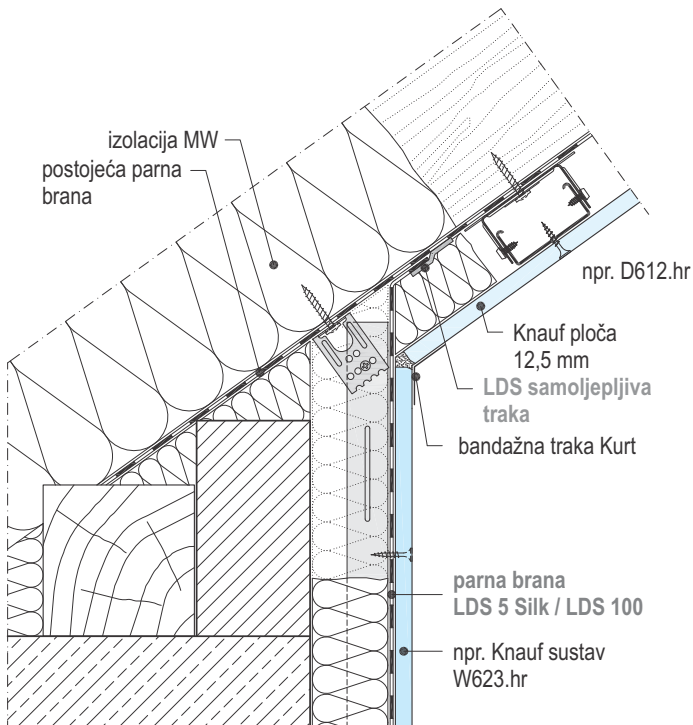 izolacija MW
postojeća parna
brana
npr. D612.hr
Knauf ploča
12,5 mm
LDS samoljepljiva
traka
bandažna traka Kurt
parna brana
LDS 5 Silk / LDS 100
npr. Knauf sustav
W623.hr